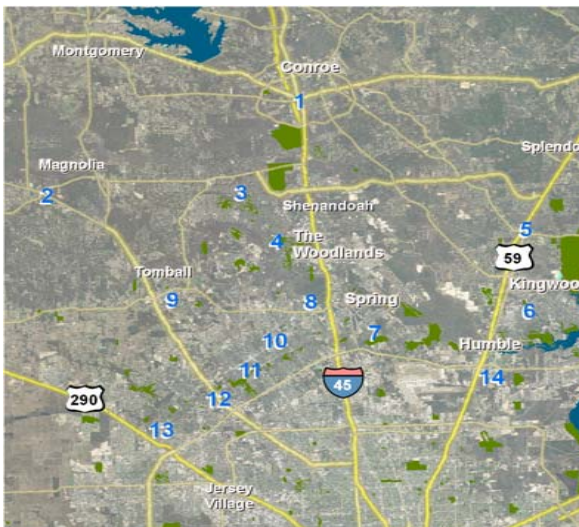 Montgomery
Conroe
1
Magnolia
Splendo
2
3
Shenandoah
4
The
Woodlands
5
59
Tomball
Kingwoo
9
8
Spring
6
7
10
Humble
11
14
45
290
12
13
Jersey
Village